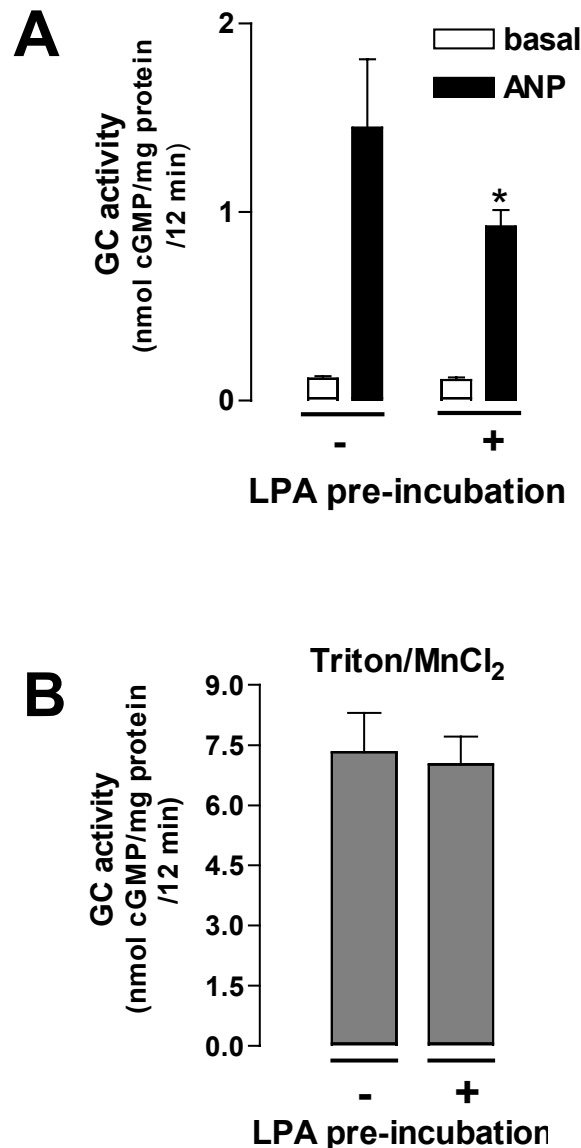 A
2
1
0
GC activity
(nmol cGMP/mg protein
/12 min)
basal
ANP
*
- +
LPA pre-incubation
B
Triton/MnCl₂
9.0
7.5
6.0
4.5
3.0
1.5
0.0
GC activity
(nmol cGMP/mg protein
/12 min)
- +
LPA pre-incubation